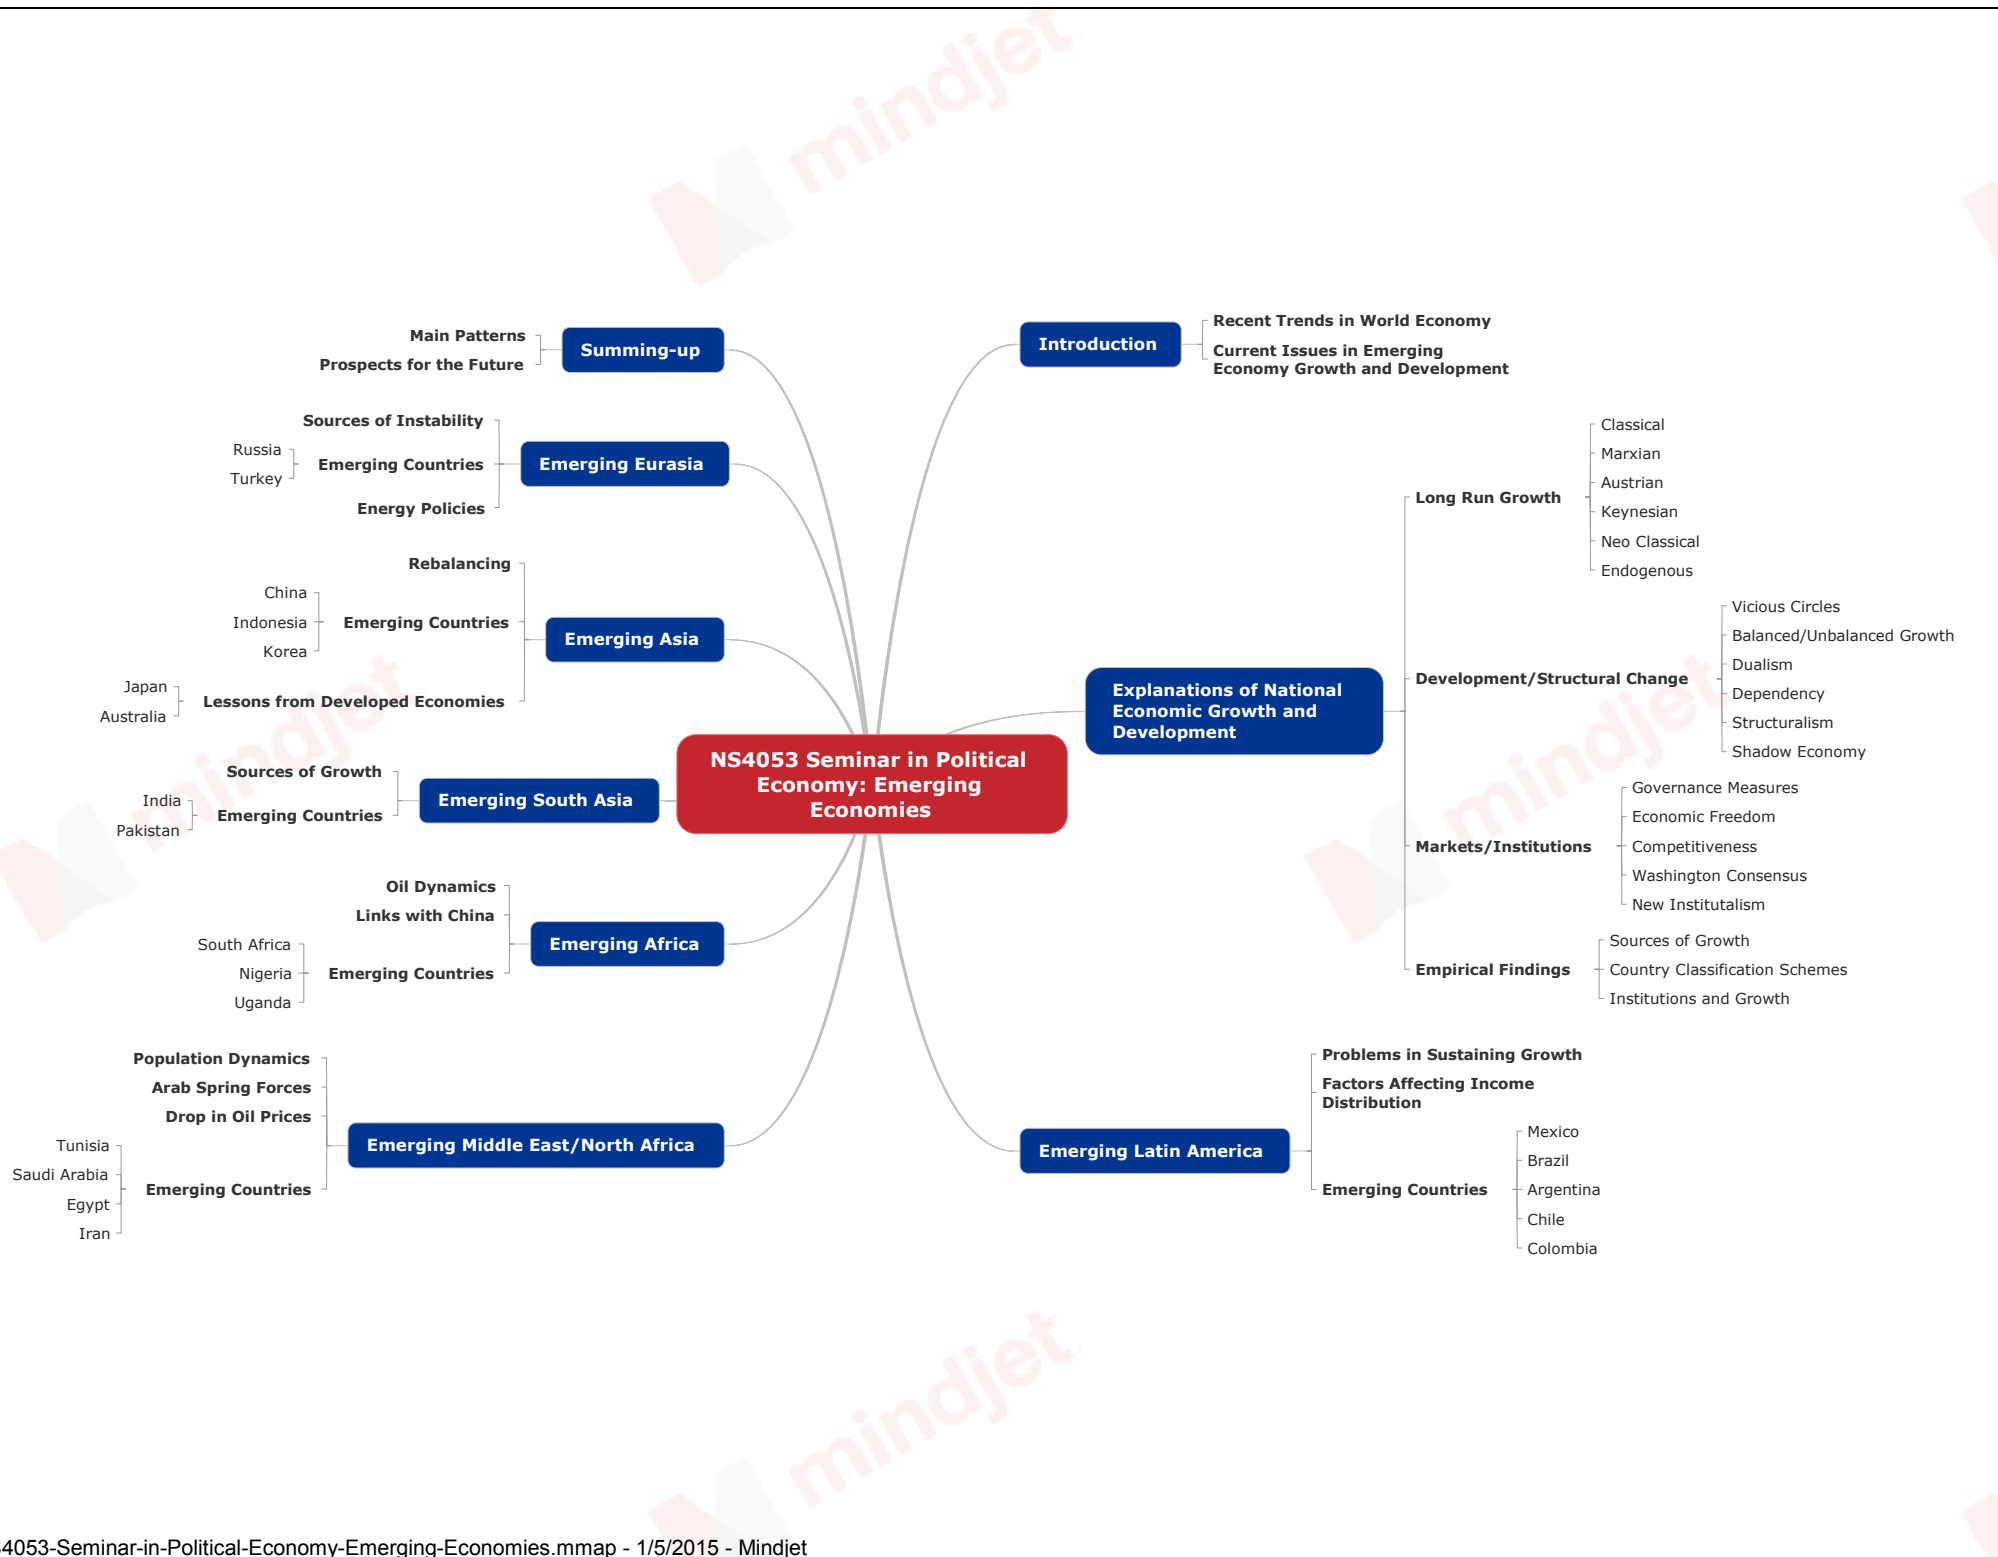 mindjet
NS4053 Seminar in Political
Economy: Emerging
Economies
Introduction
Recent Trends in World Economy
Current Issues in Emerging
Economy Growth and Development
Explanations of National
Economic Growth and
Development
Long Run Growth
Classical
Marxian
Austrian
Keynesian
Neo Classical
Endogenous
Development/Structural Change
Vicious Circles
Balanced/Unbalanced Growth
Dualism
Dependency
Structuralism
Shadow Economy
Markets/Institutions
Governance Measures
Economic Freedom
Competitiveness
Washington Consensus
New Institutalism
Empirical Findings
Sources of Growth
Country Classification Schemes
Institutions and Growth
Emerging Latin America
Problems in Sustaining Growth
Factors Affecting Income
Distribution
Emerging Countries
Mexico
Brazil
Argentina
Chile
Colombia
Emerging Middle East/North Africa
Population Dynamics
Arab Spring Forces
Drop in Oil Prices
Emerging Countries
Tunisia
Saudi Arabia
Egypt
Iran
Emerging Africa
Oil Dynamics
Links with China
Emerging Countries
South Africa
Nigeria
Uganda
Emerging South Asia
Sources of Growth
Emerging Countries
India
Pakistan
Emerging Asia
Rebalancing
Emerging Countries
China
Indonesia
Korea
Lessons from Developed Economies
Japan
Australia
Emerging Eurasia
Sources of Instability
Emerging Countries
Russia
Turkey
Energy Policies
Summing-up
Main Patterns
Prospects for the Future
mindjet
mindjet
mindjet
4053-Seminar-in-Political-Economy-Emerging-Economies.mmap - 1/5/2015 - Mindjet